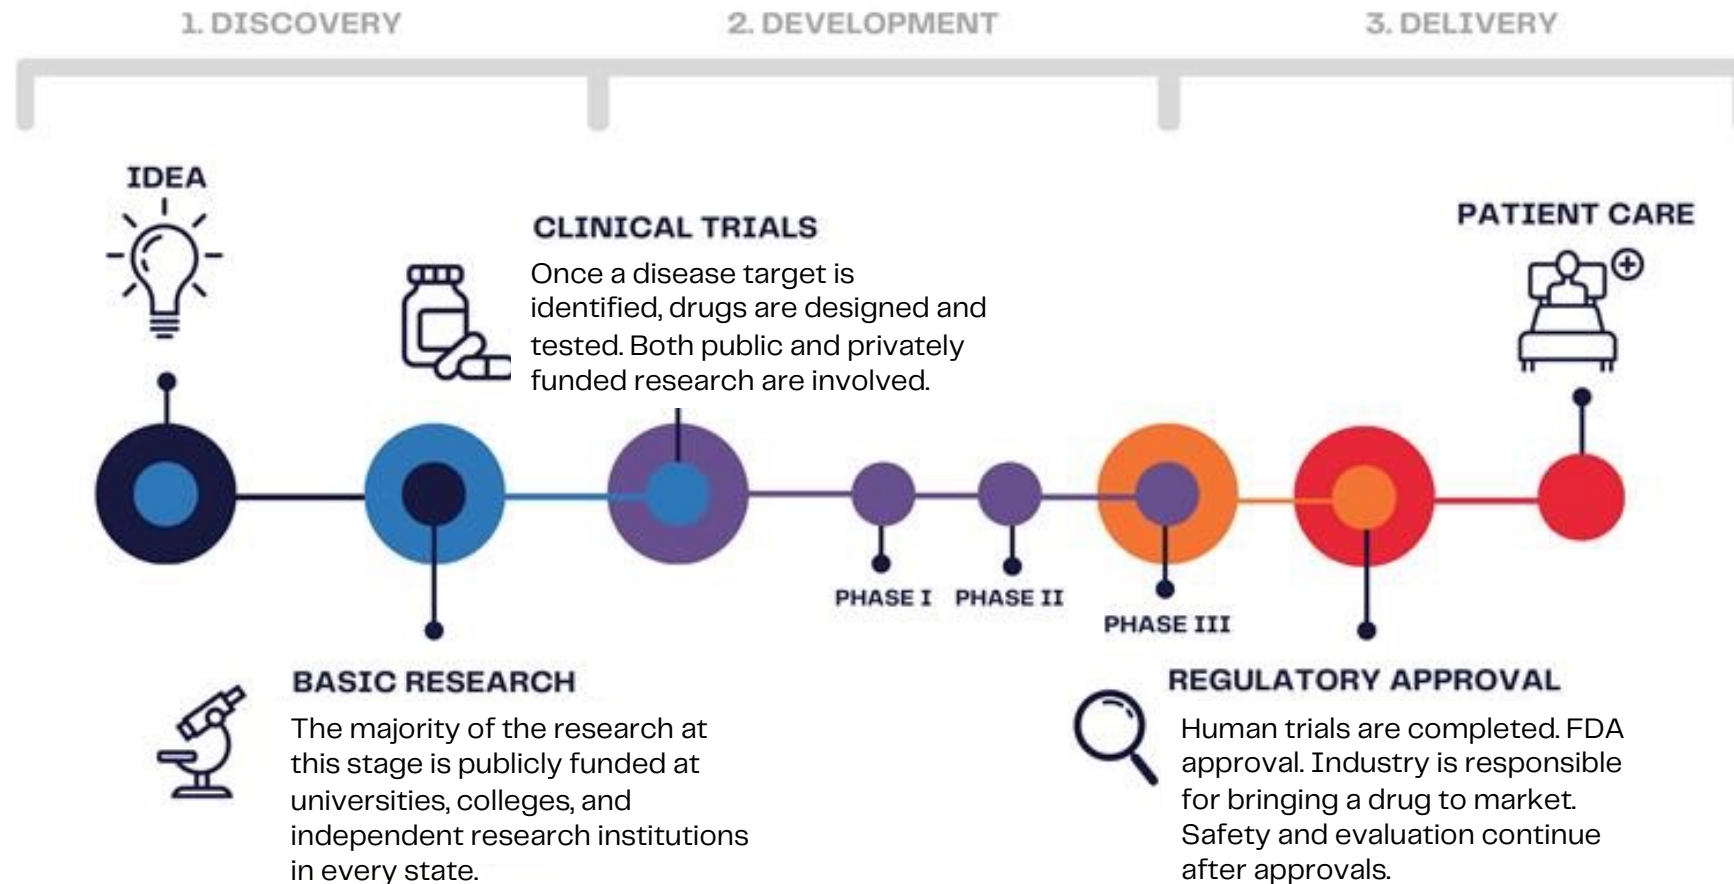 1. DISCOVERY
2. DEVELOPMENT
3. DELIVERY
IDEA
CLINICAL TRIALS
Once a disease target is
identified, drugs are designed and
tested. Both public and privately
funded research are involved.
PATIENT CARE
PHASE I
PHASE II
PHASE III
BASIC RESEARCH
The majority of the research at
this stage is publicly funded at
universities, colleges, and
independent research institutions
in every state.
REGULATORY APPROVAL
Human trials are completed. FDA
approval. Industry is responsible
for bringing a drug to market.
Safety and evaluation continue
after approvals.